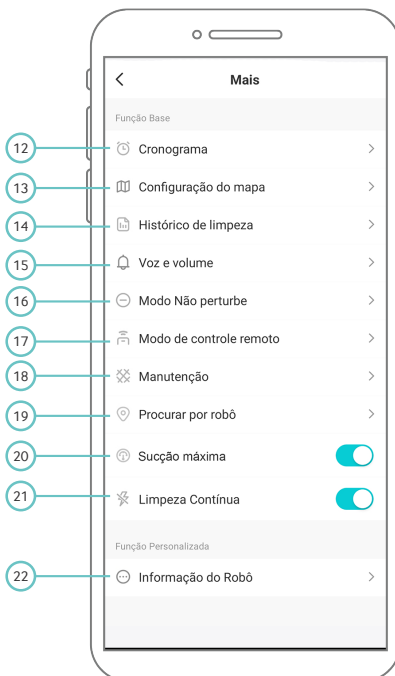 Mais
Função Base
12 Cronograma
13 Configuração do mapa
14 Histórico de limpeza
15 Voz e volume
16 Modo Não perturbe
17 Modo de controle remoto
18 Manutenção
19 Procurar por robô
20 Sucção máxima
21 Limpeza Contínua
Função Personalizada
22 Informação do Robô